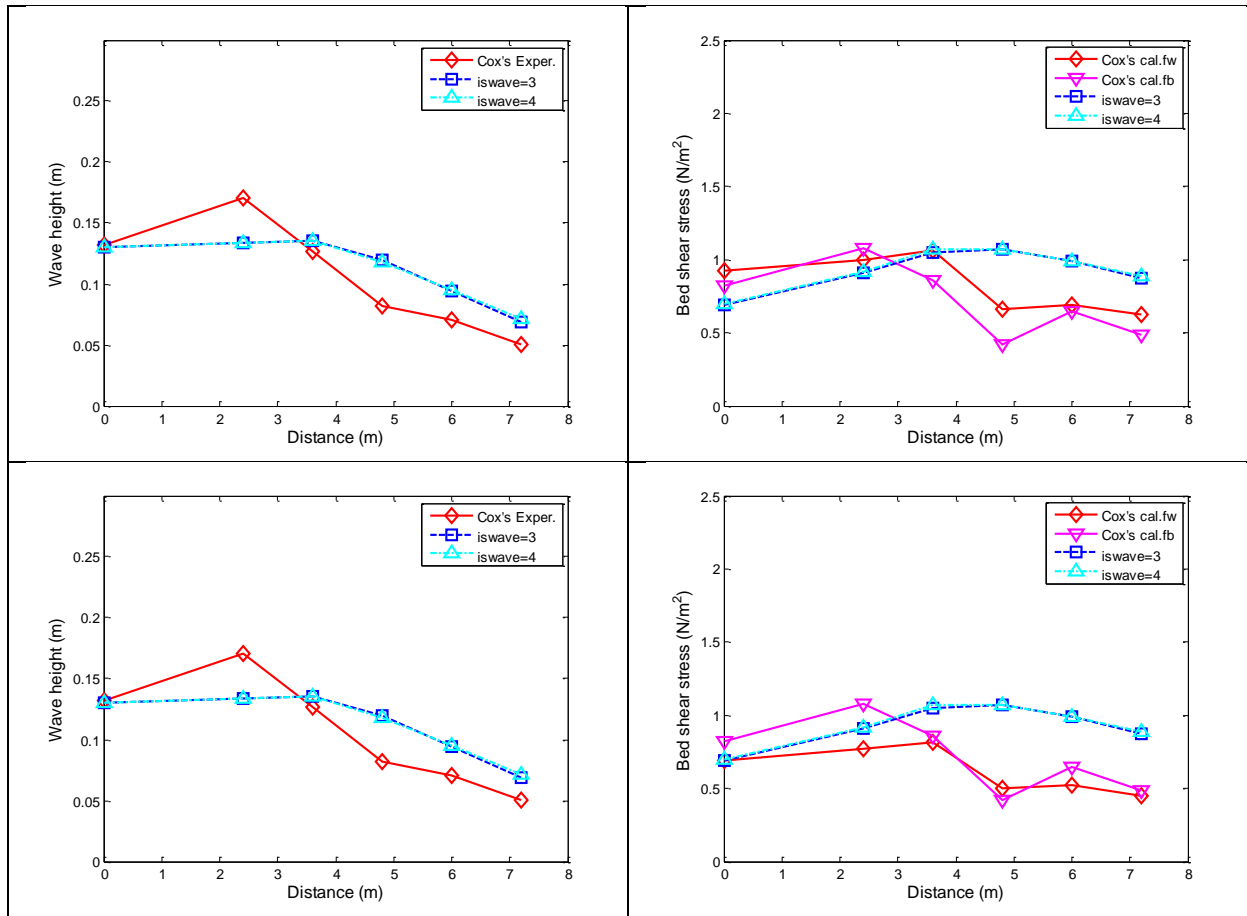 Cox's Exper.
iswave=3
iswave=4
0.25
0.2
0.15
0.1
0.05
0
Wave height (m)
0 1 2 3 4 5 6 7 8
Distance (m)
Cox's cal.fw
Cox's cal.fb
iswave=3
iswave=4
2.5
2
1.5
1
0.5
0
Bed shear stress (N/m²)
0 1 2 3 4 5 6 7 8
Distance (m)
Cox's Exper.
iswave=3
iswave=4
0.25
0.2
0.15
0.1
0.05
0
Wave height (m)
0 1 2 3 4 5 6 7 8
Distance (m)
Cox's cal.fw
Cox's cal.fb
iswave=3
iswave=4
2.5
2
1.5
1
0.5
0
Bed shear stress (N/m²)
0 1 2 3 4 5 6 7 8
Distance (m)